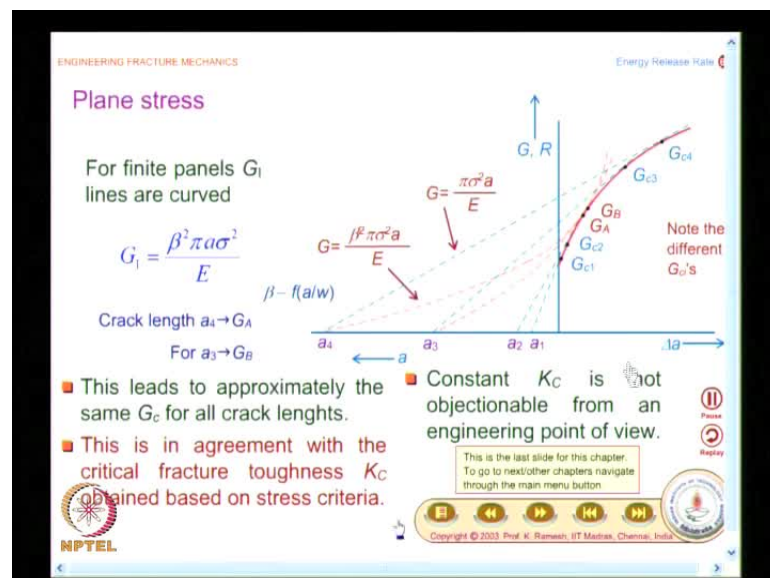 ENGINEERING FRACTURE MECHANICS
Energy Release Rate
Plane stress
For finite panels G_I
lines are curved
G_I = β²πaσ² / E
β – f(a/w)
Crack length a₄→G_A
For a₃→G_B
G, R
G= πσ²a / E
G= β²πσ²a / E
G_c4
G_c3
G_B
G_A
G_c2
G_c1
Note the
different
G_ci's
a₄ a₃ a₂ a₁
← a
Δa→
This leads to approximately the
same G_c for all crack lenghts.
This is in agreement with the
critical fracture toughness K_C
obtained based on stress criteria.
Constant K_C is not
objectionable from an
engineering point of view.
Pause
Replay
This is the last slide for this chapter.
To go to next/other chapters navigate
through the main menu button
Copyright © 2003 Prof. K. Ramesh, IIT Madras, Chennai, India
NPTEL